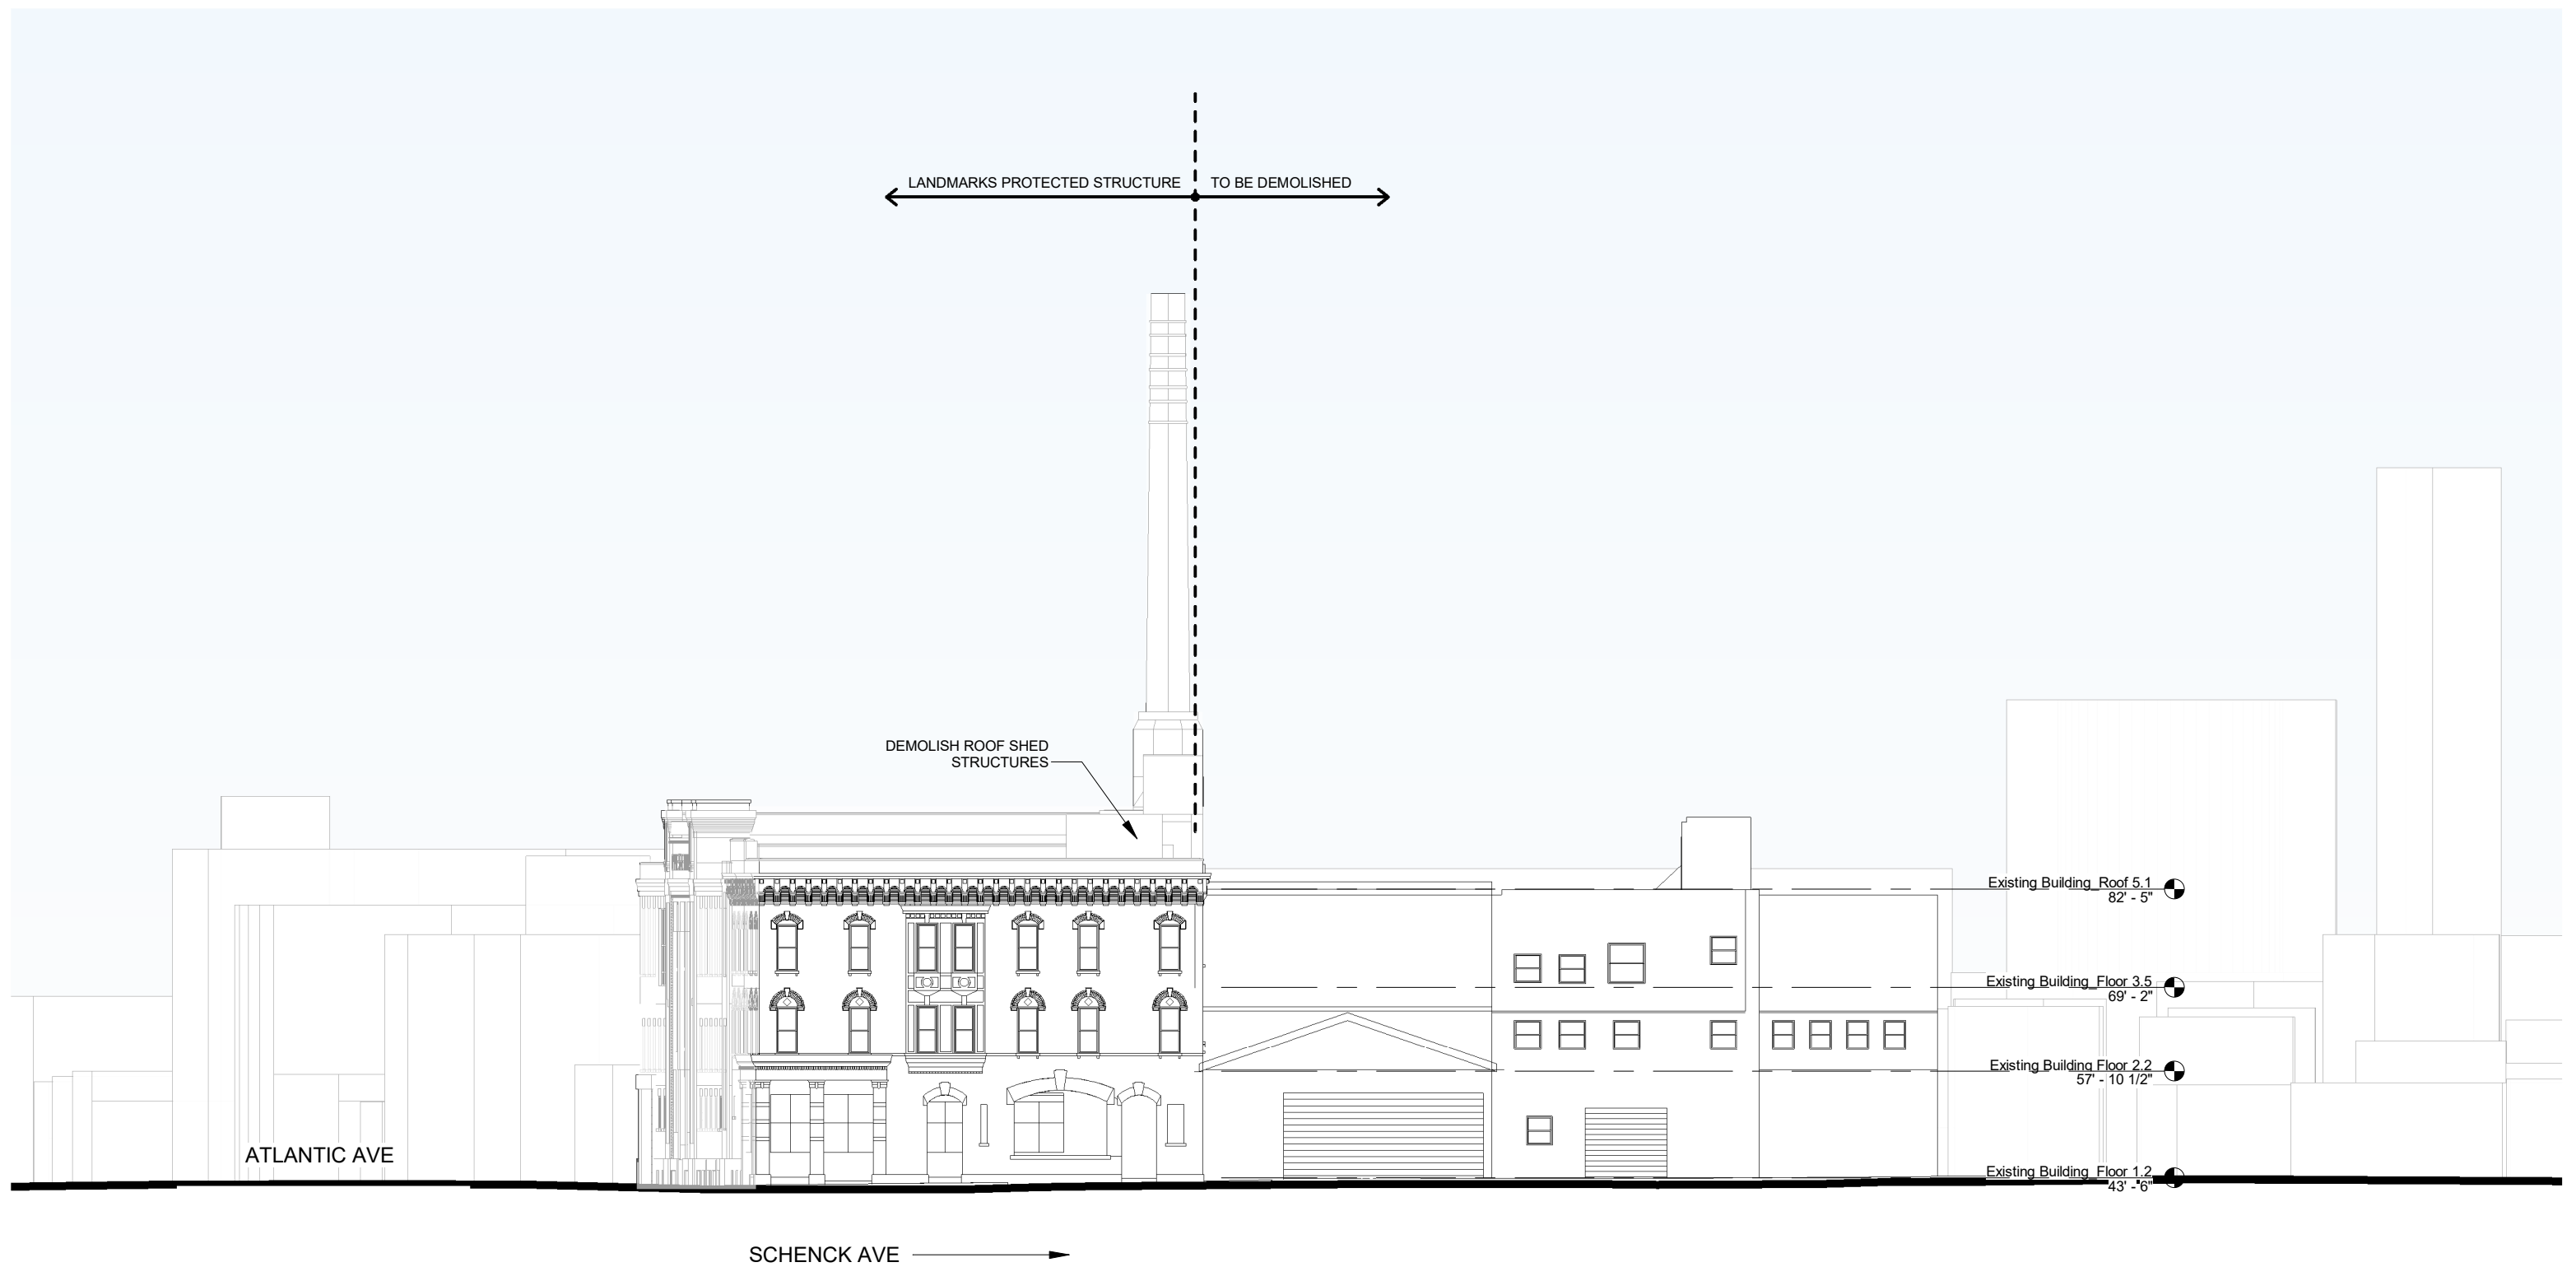 LANDMARKS PROTECTED STRUCTURE
TO BE DEMOLISHED
DEMOLISH ROOF SHED
STRUCTURES
Existing Building_Roof 5.1
82' - 5"
Existing Building_Floor 3.5
69' - 2"
Existing Building_Floor 2.2
57' - 10 1/2"
Existing Building_Floor 1.2
43' - 6"
ATLANTIC AVE
SCHENCK AVE